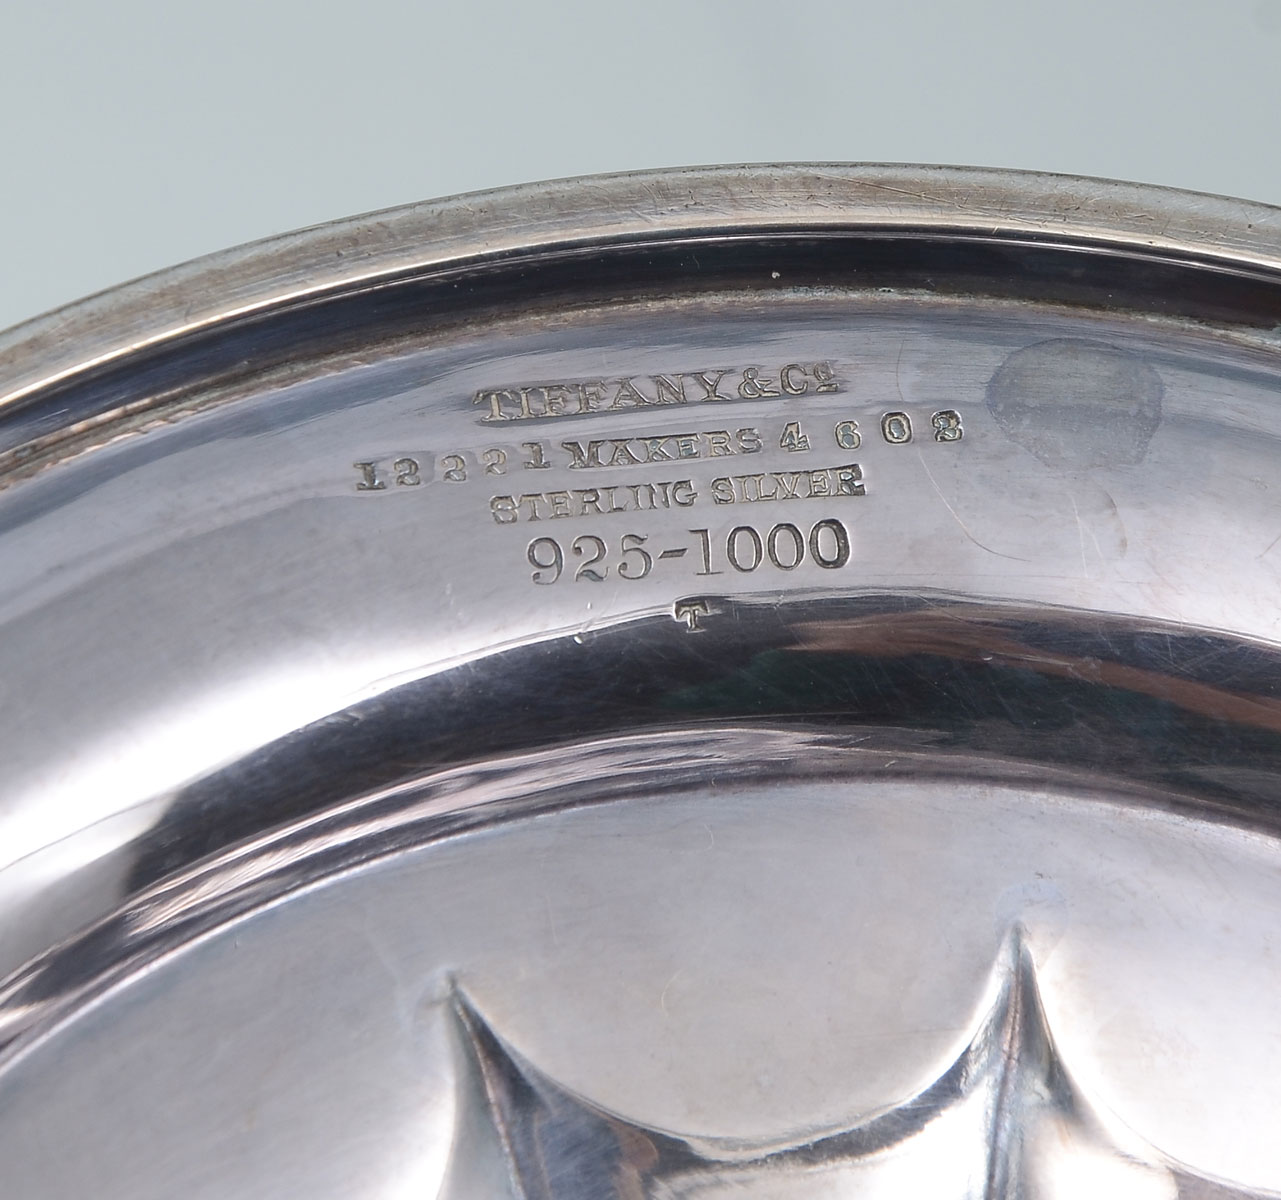 TIFFANY & Co
12221 MAKERS 4602
STERLING SILVER
925-1000
T